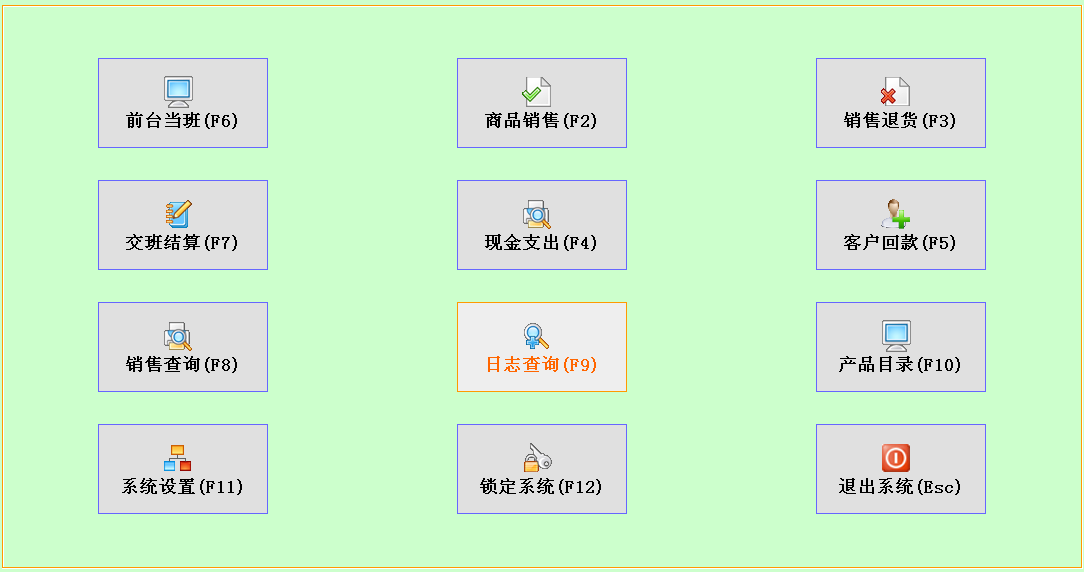 前台当班(F6)
商品销售(F2)
销售退货(F3)
交班结算(F7)
现金支出(F4)
客户回款(F5)
销售查询(F8)
日志查询(F9)
产品目录(F10)
系统设置(F11)
锁定系统(F12)
退出系统(Esc)